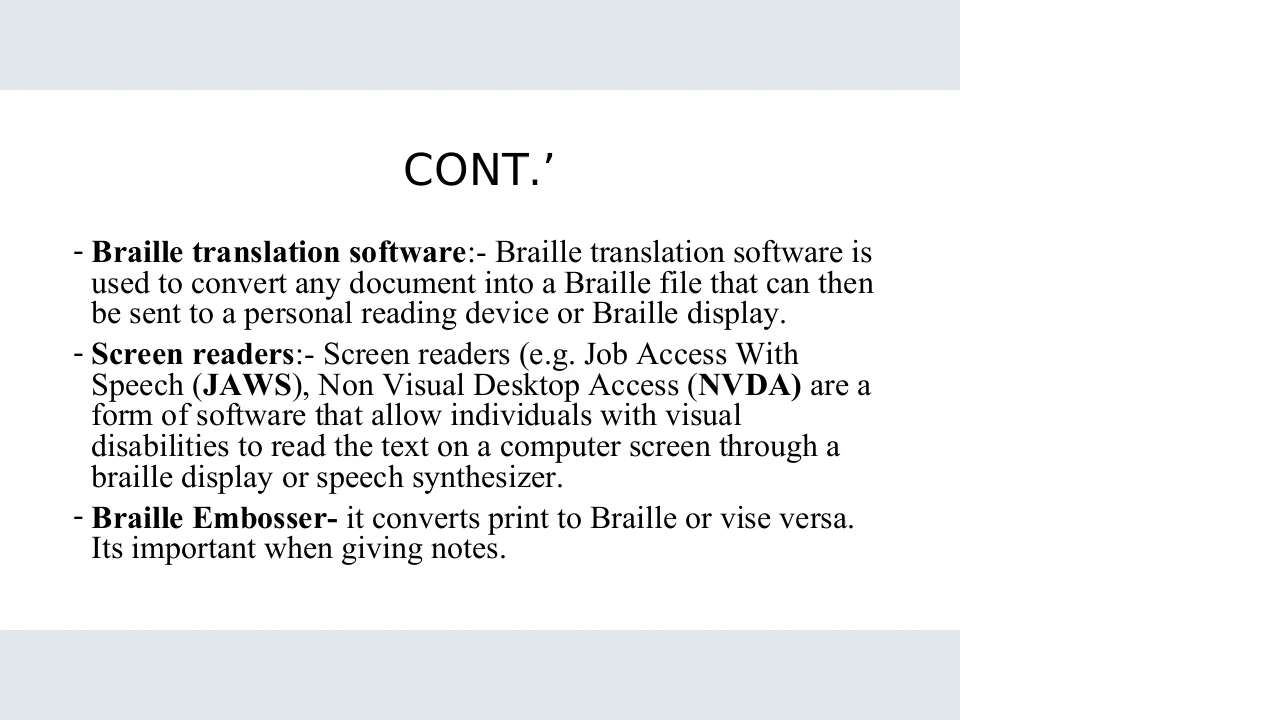 CONT.’
- Braille translation software:- Braille translation software is
used to convert any document into a Braille file that can then
be sent to a personal reading device or Braille display.
- Screen readers:- Screen readers (e.g. Job Access With
Speech (JAWS), Non Visual Desktop Access (NVDA) are a
form of software that allow individuals with visual
disabilities to read the text on a computer screen through a
braille display or speech synthesizer.
- Braille Embosser- it converts print to Braille or vise versa.
Its important when giving notes.